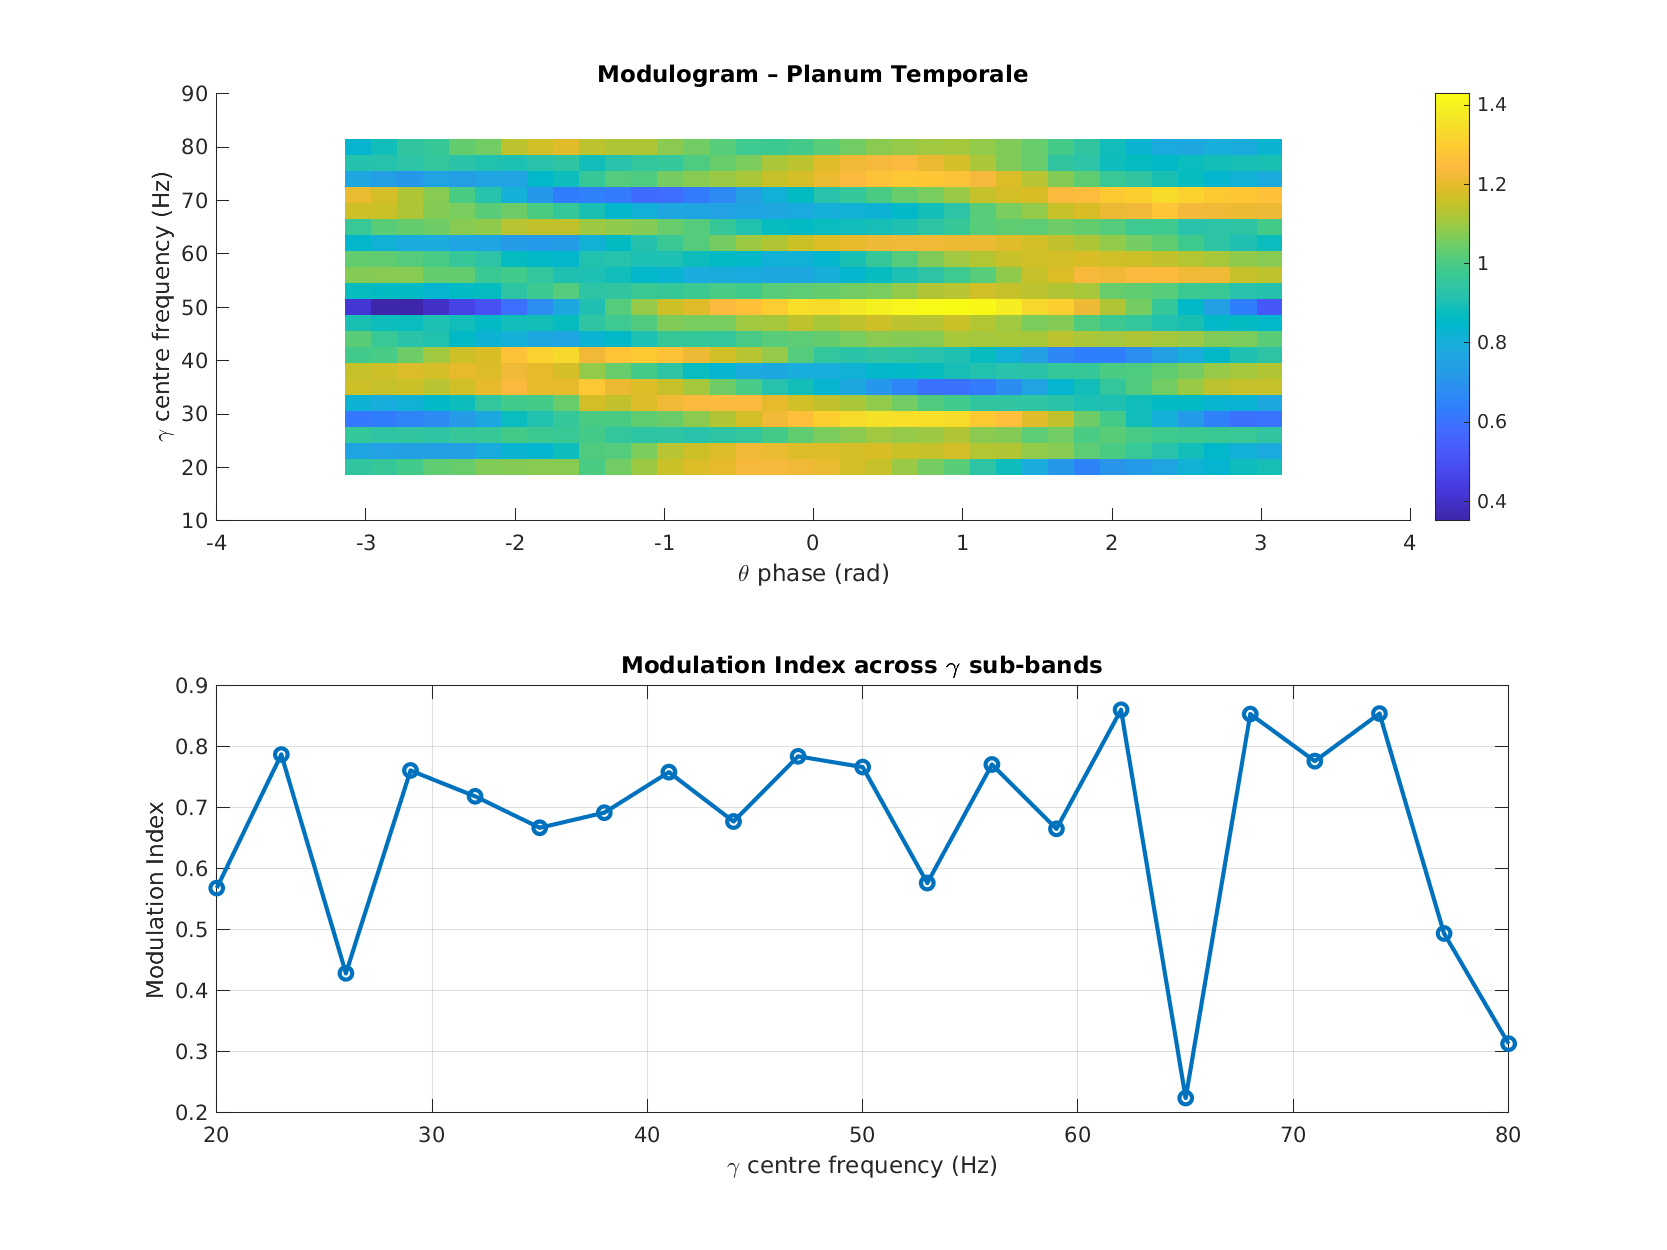 Modulogram – Planum Temporale
γ centre frequency (Hz)
90
80
70
60
50
40
30
20
10
-4 -3 -2 -1 0 1 2 3 4
θ phase (rad)
1.4
1.2
1
0.8
0.6
0.4
Modulation Index across γ sub-bands
Modulation Index
0.9
0.8
0.7
0.6
0.5
0.4
0.3
0.2
20 30 40 50 60 70 80
γ centre frequency (Hz)